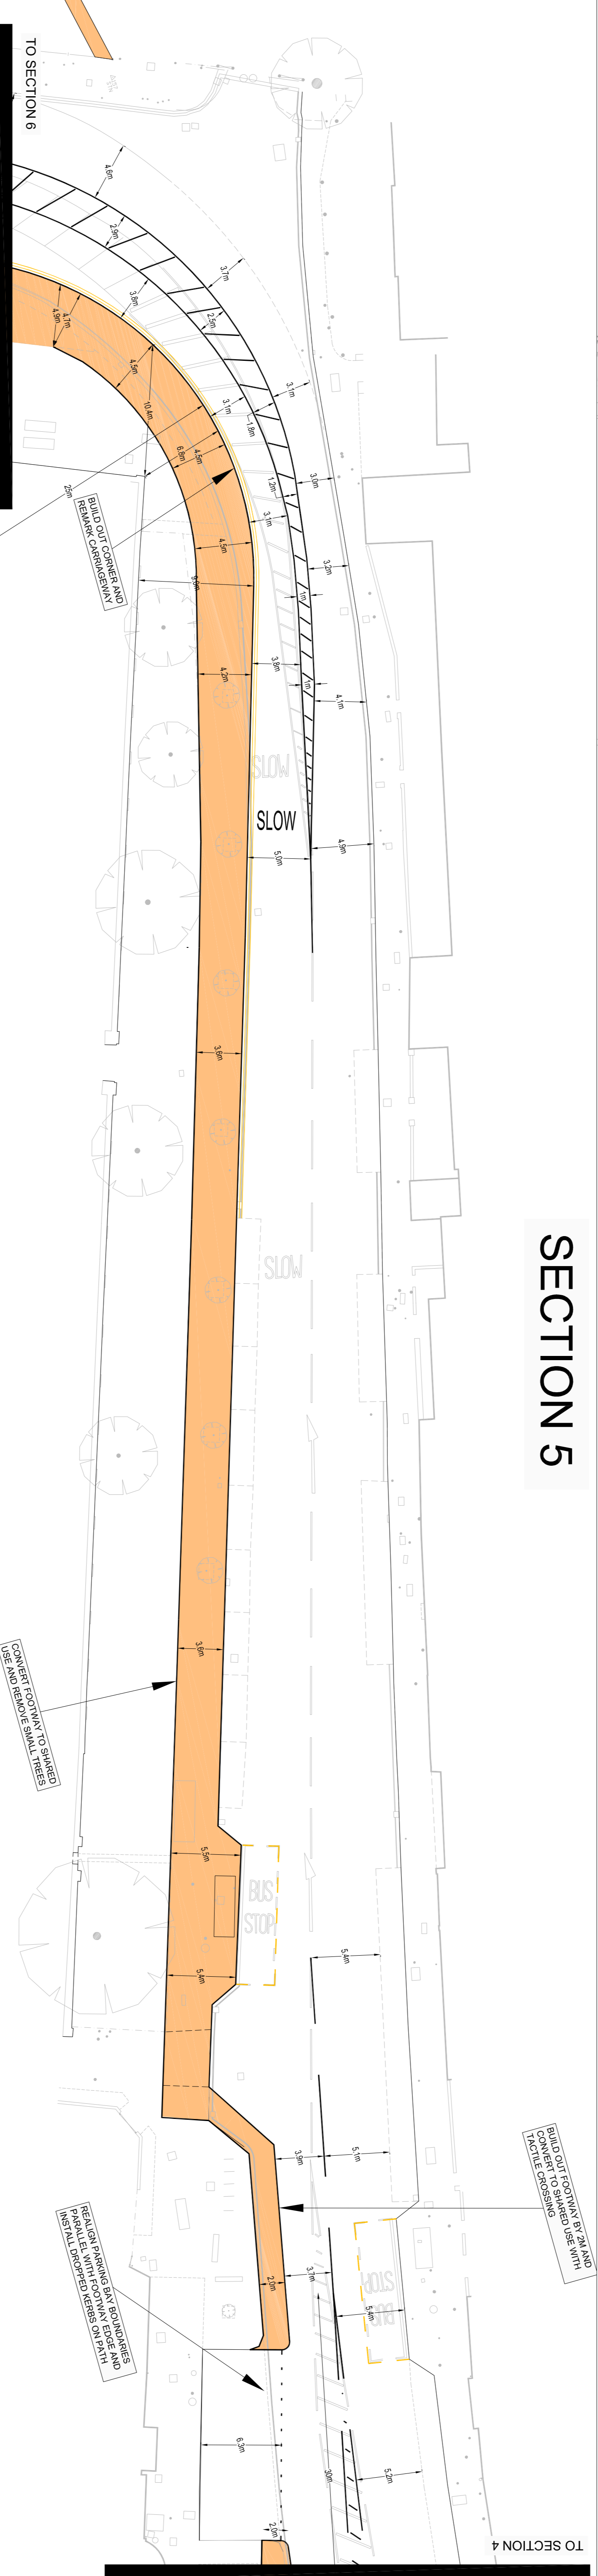 TO SECTION 6
4.6m
2.9m
3.7m
3.8m
2.5m
4.9m
4.7m
4.5m
10.4m
3.1m
3.1m
1.8m
6.8m
4.5m
25m
BUILD OUT CORNER AND
REMARK CARRIAGEWAY
3.0m
1.2m
3.1m
4.5m
3.2m
1m
3.8m
1m
4.2m
4.1m
SLOW
SLOW
5.0m
4.9m
3.6m
SECTION 5
SLOW
3.6m
CONVERT FOOTWAY TO SHARED
USE AND REMOVE SMALL TREES
5.5m
BUS
STOP
5.4m
5.4m
BUILD OUT FOOTWAY BY 2M AND
CONVERT TO SHARED USE WITH
TACTILE CROSSING
3.9m
5.1m
3.7m
2.0m
BUS
STOP
5.4m
REALIGN PARKING BAY BOUNDARIES
PARALLEL WITH FOOTWAY EDGE AND
INSTALL DROPPED KERBS ON PATH
6.3m
30m
5.2m
2.0m
TO SECTION 4